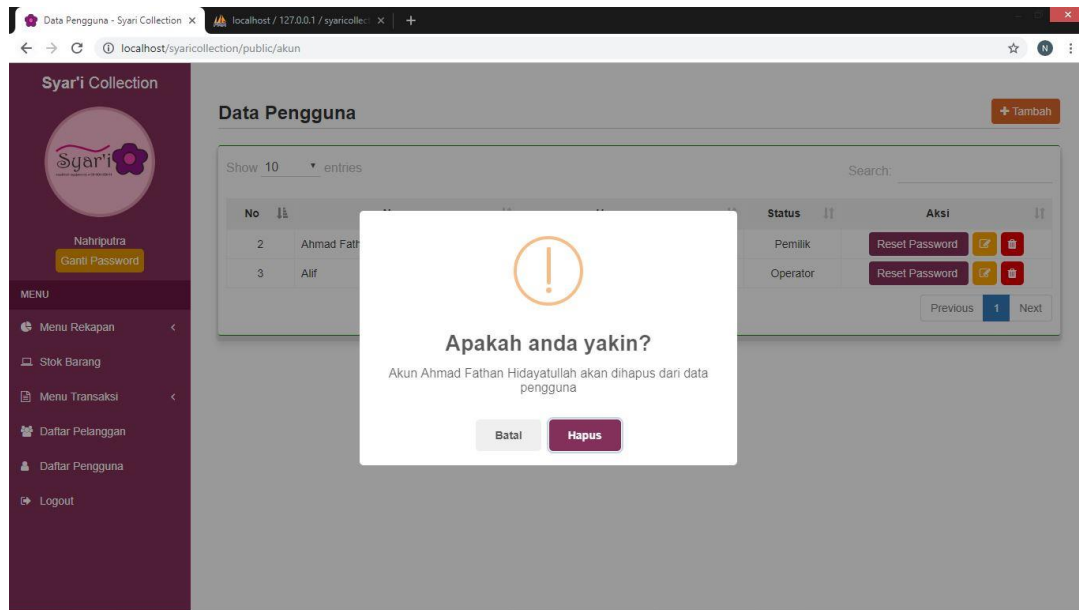 Data Pengguna - Syari Collection
localhost / 127.0.0.1 / syaricollect
localhost/syaricollection/public/akun
N
Syar'i Collection
Syar'i
Nahriputra
Ganti Password
MENU
Menu Rekapan
Stok Barang
Menu Transaksi
Daftar Pelanggan
Daftar Pengguna
Logout
Data Pengguna
+ Tambah
Show 10 entries
Search:
No Status Aksi
2 Ahmad Fath Pemilik Reset Password
3 Alif Operator Reset Password
Previous 1 Next
Apakah anda yakin?
Akun Ahmad Fathan Hidayatullah akan dihapus dari data
pengguna
Batal Hapus